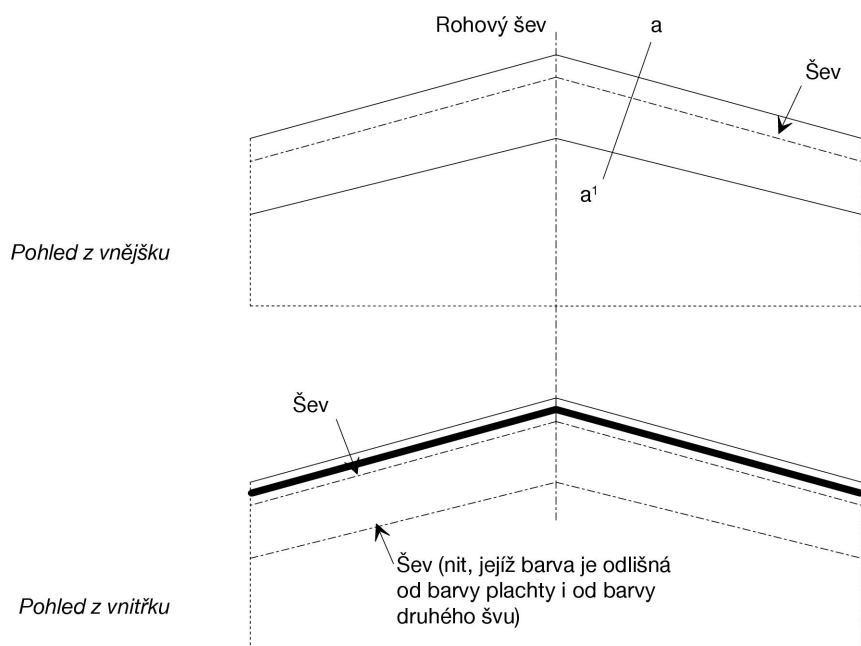 Rohový šev
a
Šev
a¹
Pohled z vnějšku
Šev
Šev (nit, jejíž barva je odlišná
od barvy plachty i od barvy
druhého švu)
Pohled z vnitřku